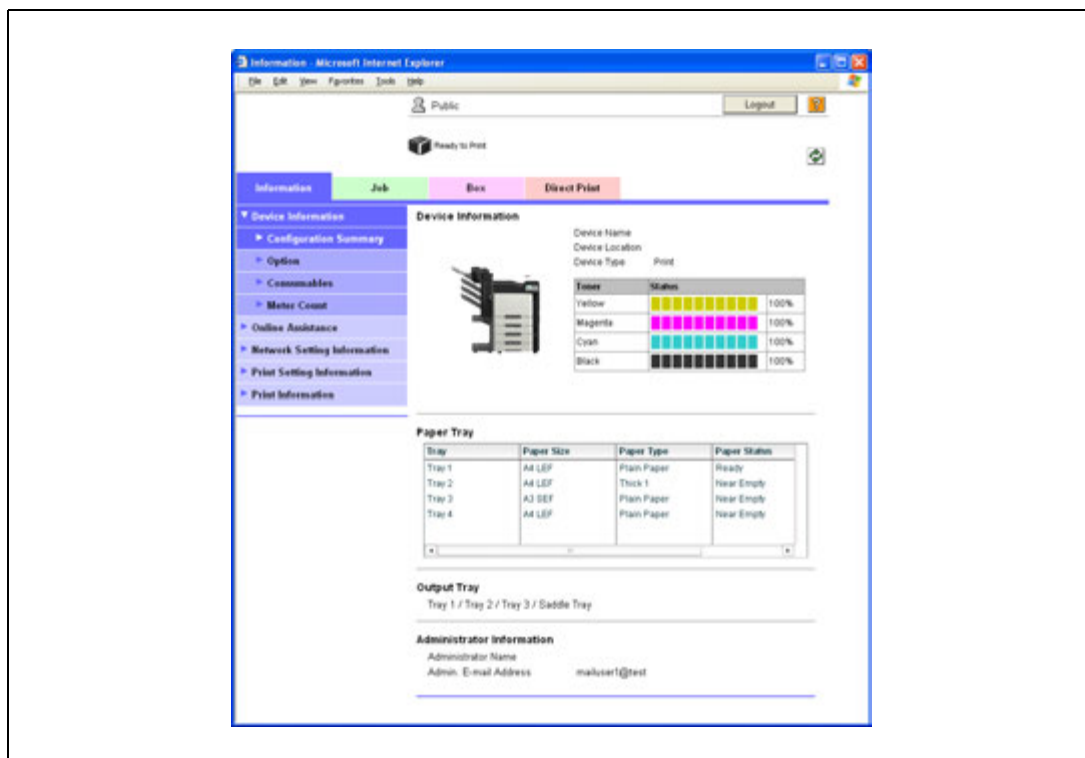 Information - Microsoft Internet Explorer
File Edit View Favorites Tools Help
Public Logout ?
Ready to Print
Information Job Box Direct Print
Device Information
Configuration Summary
Option
Consumables
Meter Count
Online Assistance
Network Setting Information
Print Setting Information
Print Information
Device Information
Device Name
Device Location
Device Type Print
Toner Status
Yellow 100%
Magenta 100%
Cyan 100%
Black 100%
Paper Tray
Tray Paper Size Paper Type Paper Status
Tray 1 A4 LEF Plain Paper Ready
Tray 2 A4 LEF Thick 1 Near Empty
Tray 3 A3 SEF Plain Paper Near Empty
Tray 4 A4 LEF Plain Paper Near Empty
Output Tray
Tray 1 / Tray 2 / Tray 3 / Saddle Tray
Administrator Information
Administrator Name
Admin. E-mail Address mailuser1@test